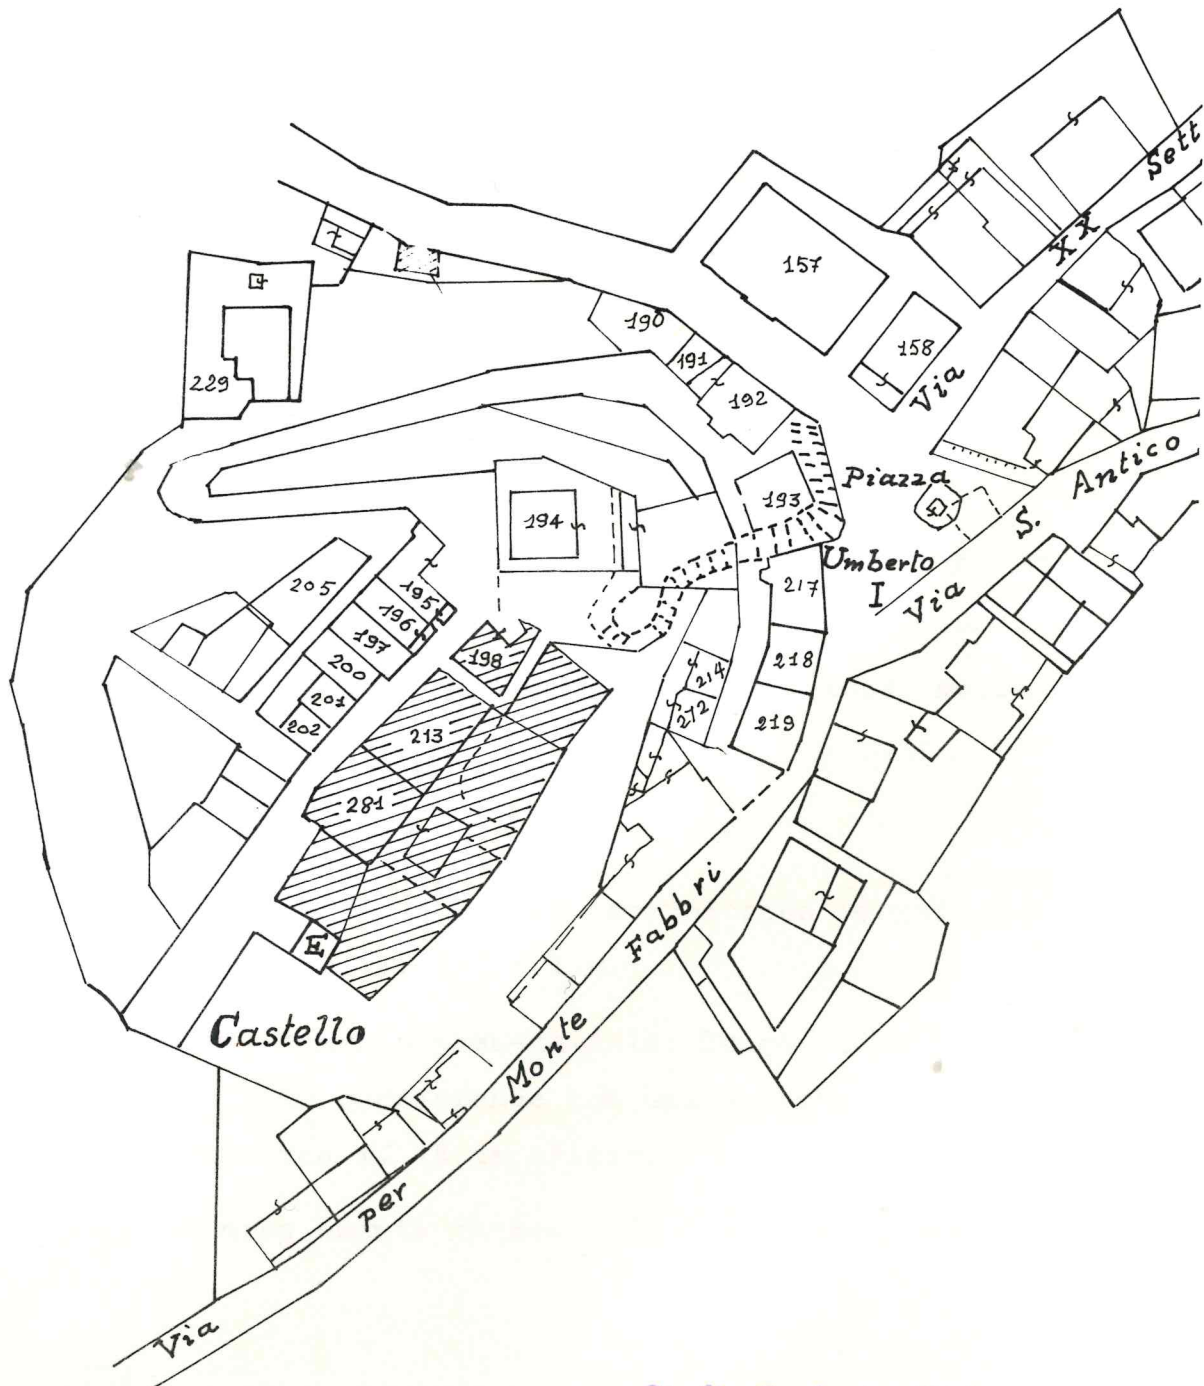 Via XX Sett
157
158
190
191
192
193
194
229
Piazza
Umberto
I
Via S. Antico
205
195
196
197
198
200
201
202
213
281
214
212
217
218
219
E
Castello
Via per Monte Fabbri